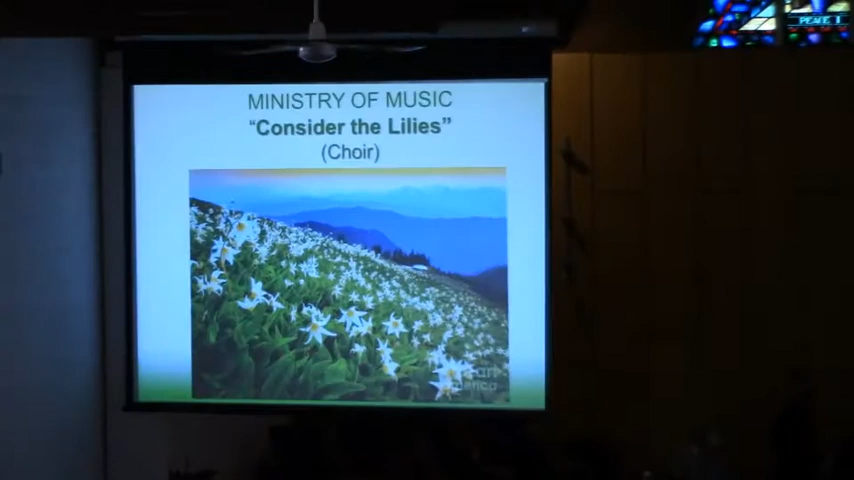 PEACE I
MINISTRY OF MUSIC
“Consider the Lilies”
(Choir)